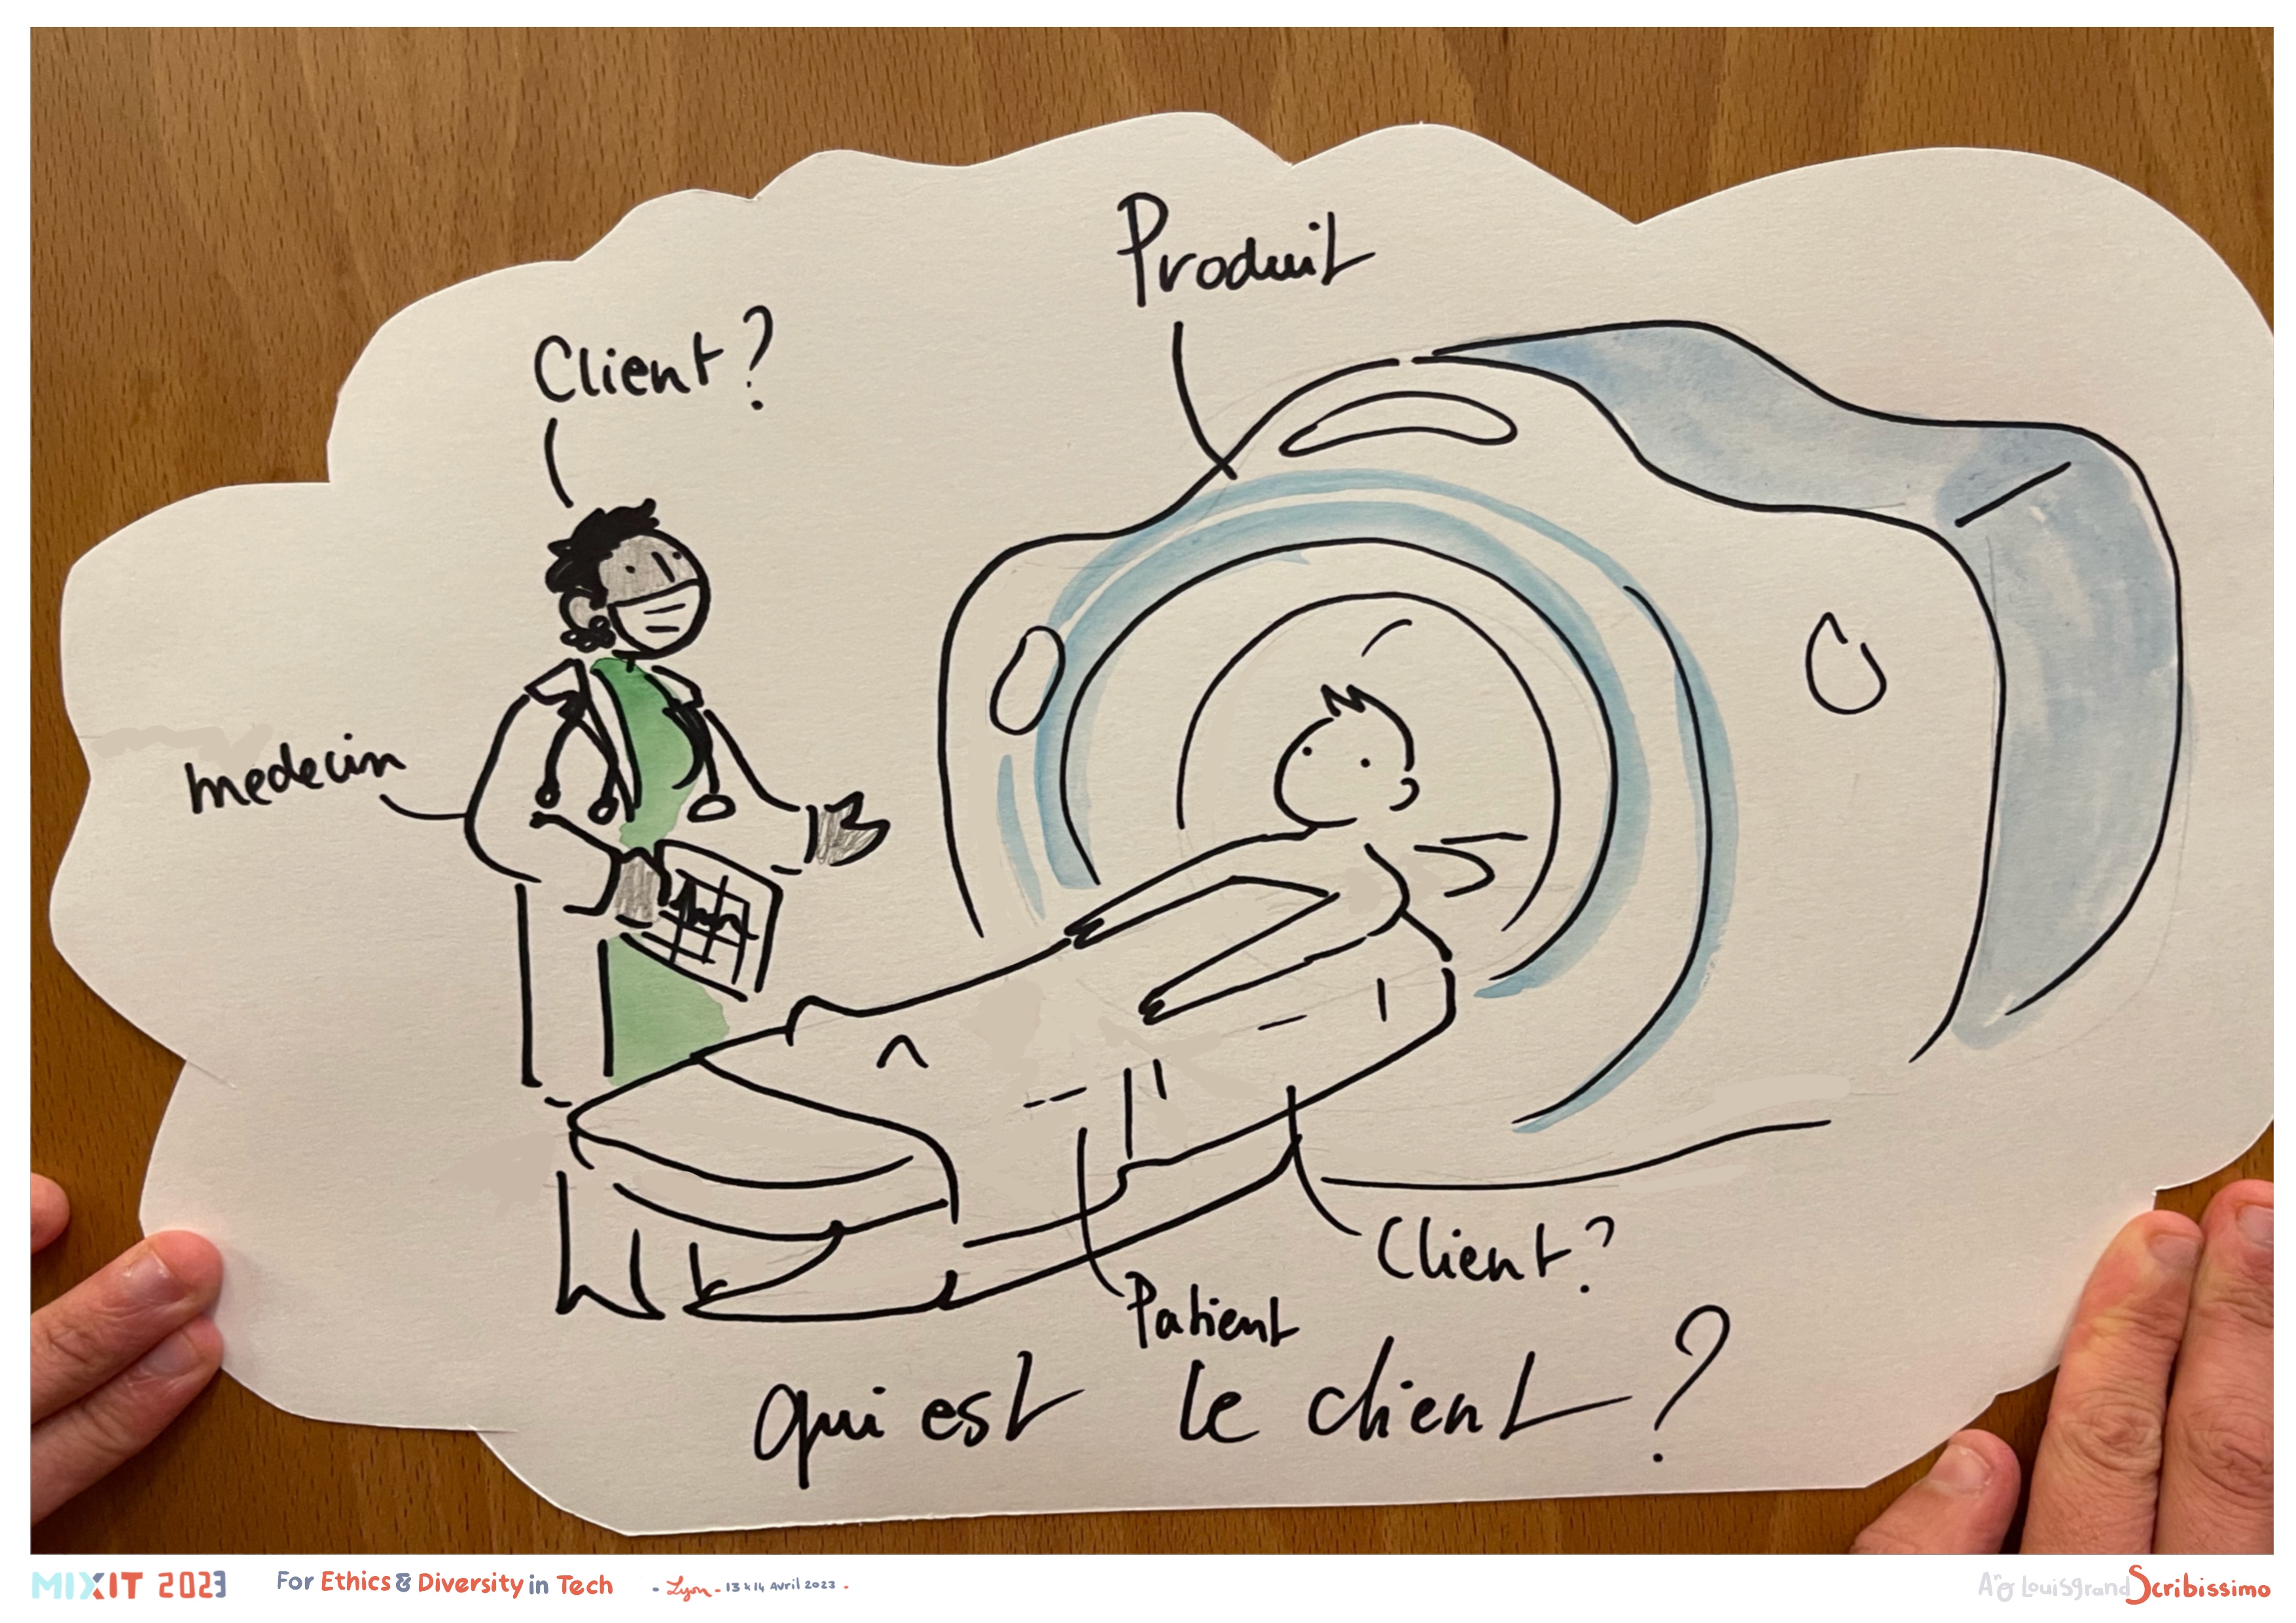 Produit
Client?
medecin
Client?
Patient
qui est le client?
MIXIT 2023
For Ethics & Diversity in Tech
- Lyon - 13 & 14 Avril 2023 -
Louisgrand Scribissimo